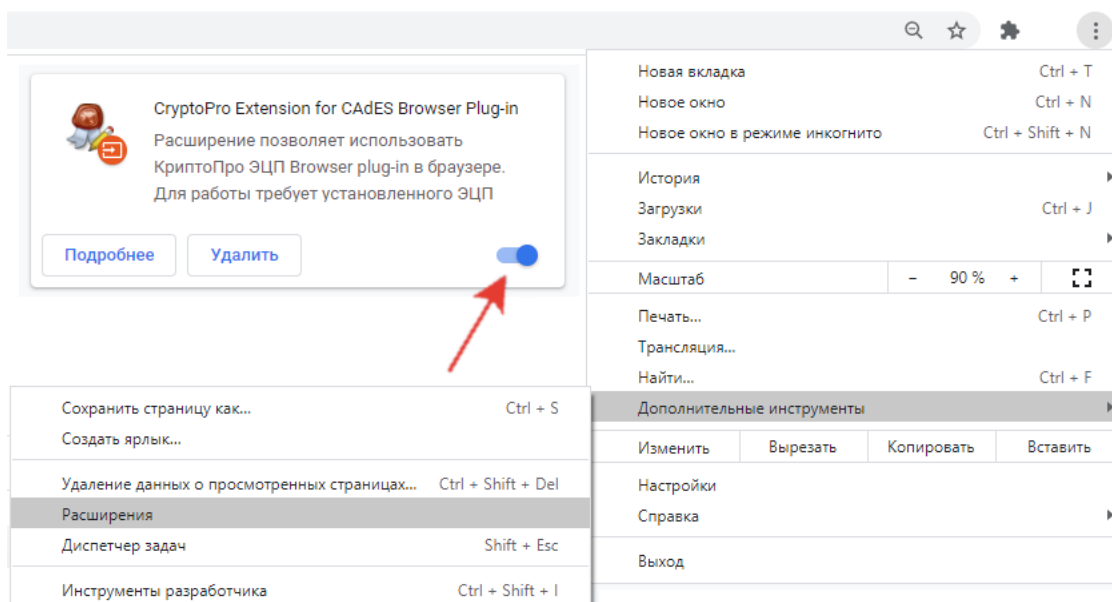 CryptoPro Extension for CAdES Browser Plug-in
Расширение позволяет использовать
КриптоПро ЭЦП Browser plug-in в браузере.
Для работы требует установленного ЭЦП
Подробнее Удалить
Новая вкладка Ctrl + T
Новое окно Ctrl + N
Новое окно в режиме инкогнито Ctrl + Shift + N
История
Загрузки Ctrl + J
Закладки
Масштаб - 90 % +
Печать... Ctrl + P
Трансляция...
Найти... Ctrl + F
Дополнительные инструменты
Изменить Вырезать Копировать Вставить
Настройки
Справка
Выход
Сохранить страницу как... Ctrl + S
Создать ярлык...
Удаление данных о просмотренных страницах... Ctrl + Shift + Del
Расширения
Диспетчер задач Shift + Esc
Инструменты разработчика Ctrl + Shift + I